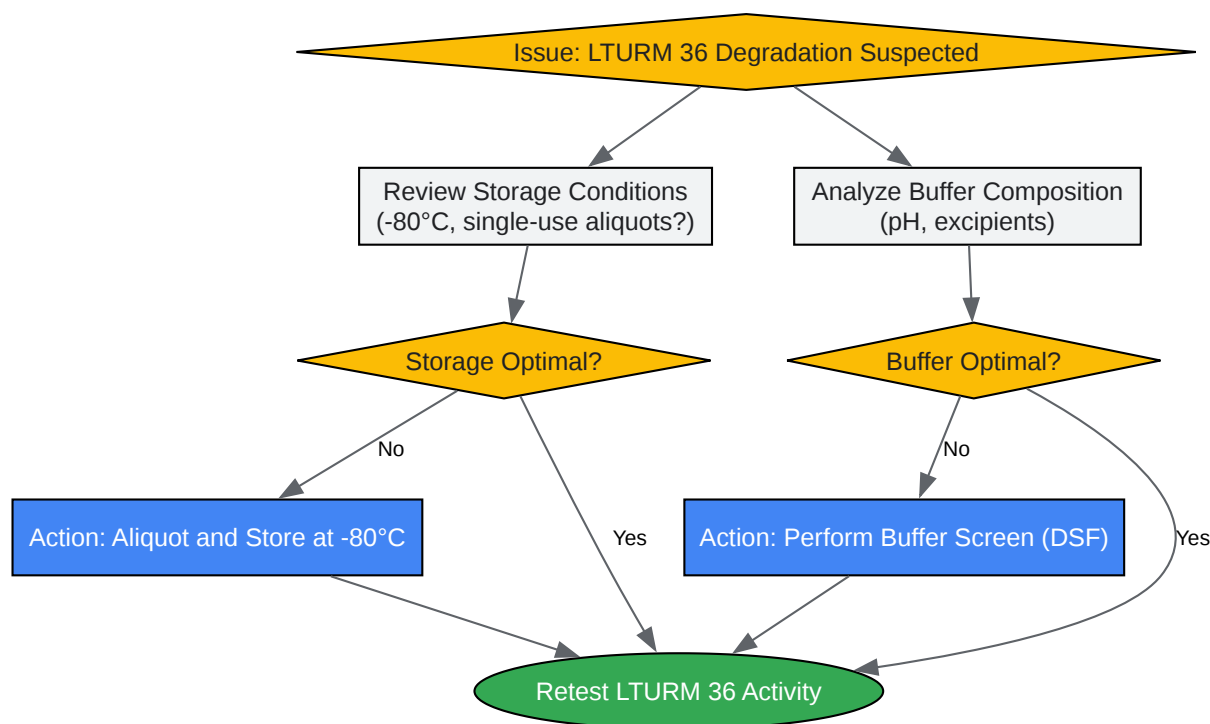 Issue: LTURM 36 Degradation Suspected
Review Storage Conditions
(-80°C, single-use aliquots?)
Analyze Buffer Composition
(pH, excipients)
Storage Optimal?
Buffer Optimal?
No
No
Action: Aliquot and Store at -80°C
Yes
Action: Perform Buffer Screen (DSF)
Yes
Retest LTURM 36 Activity